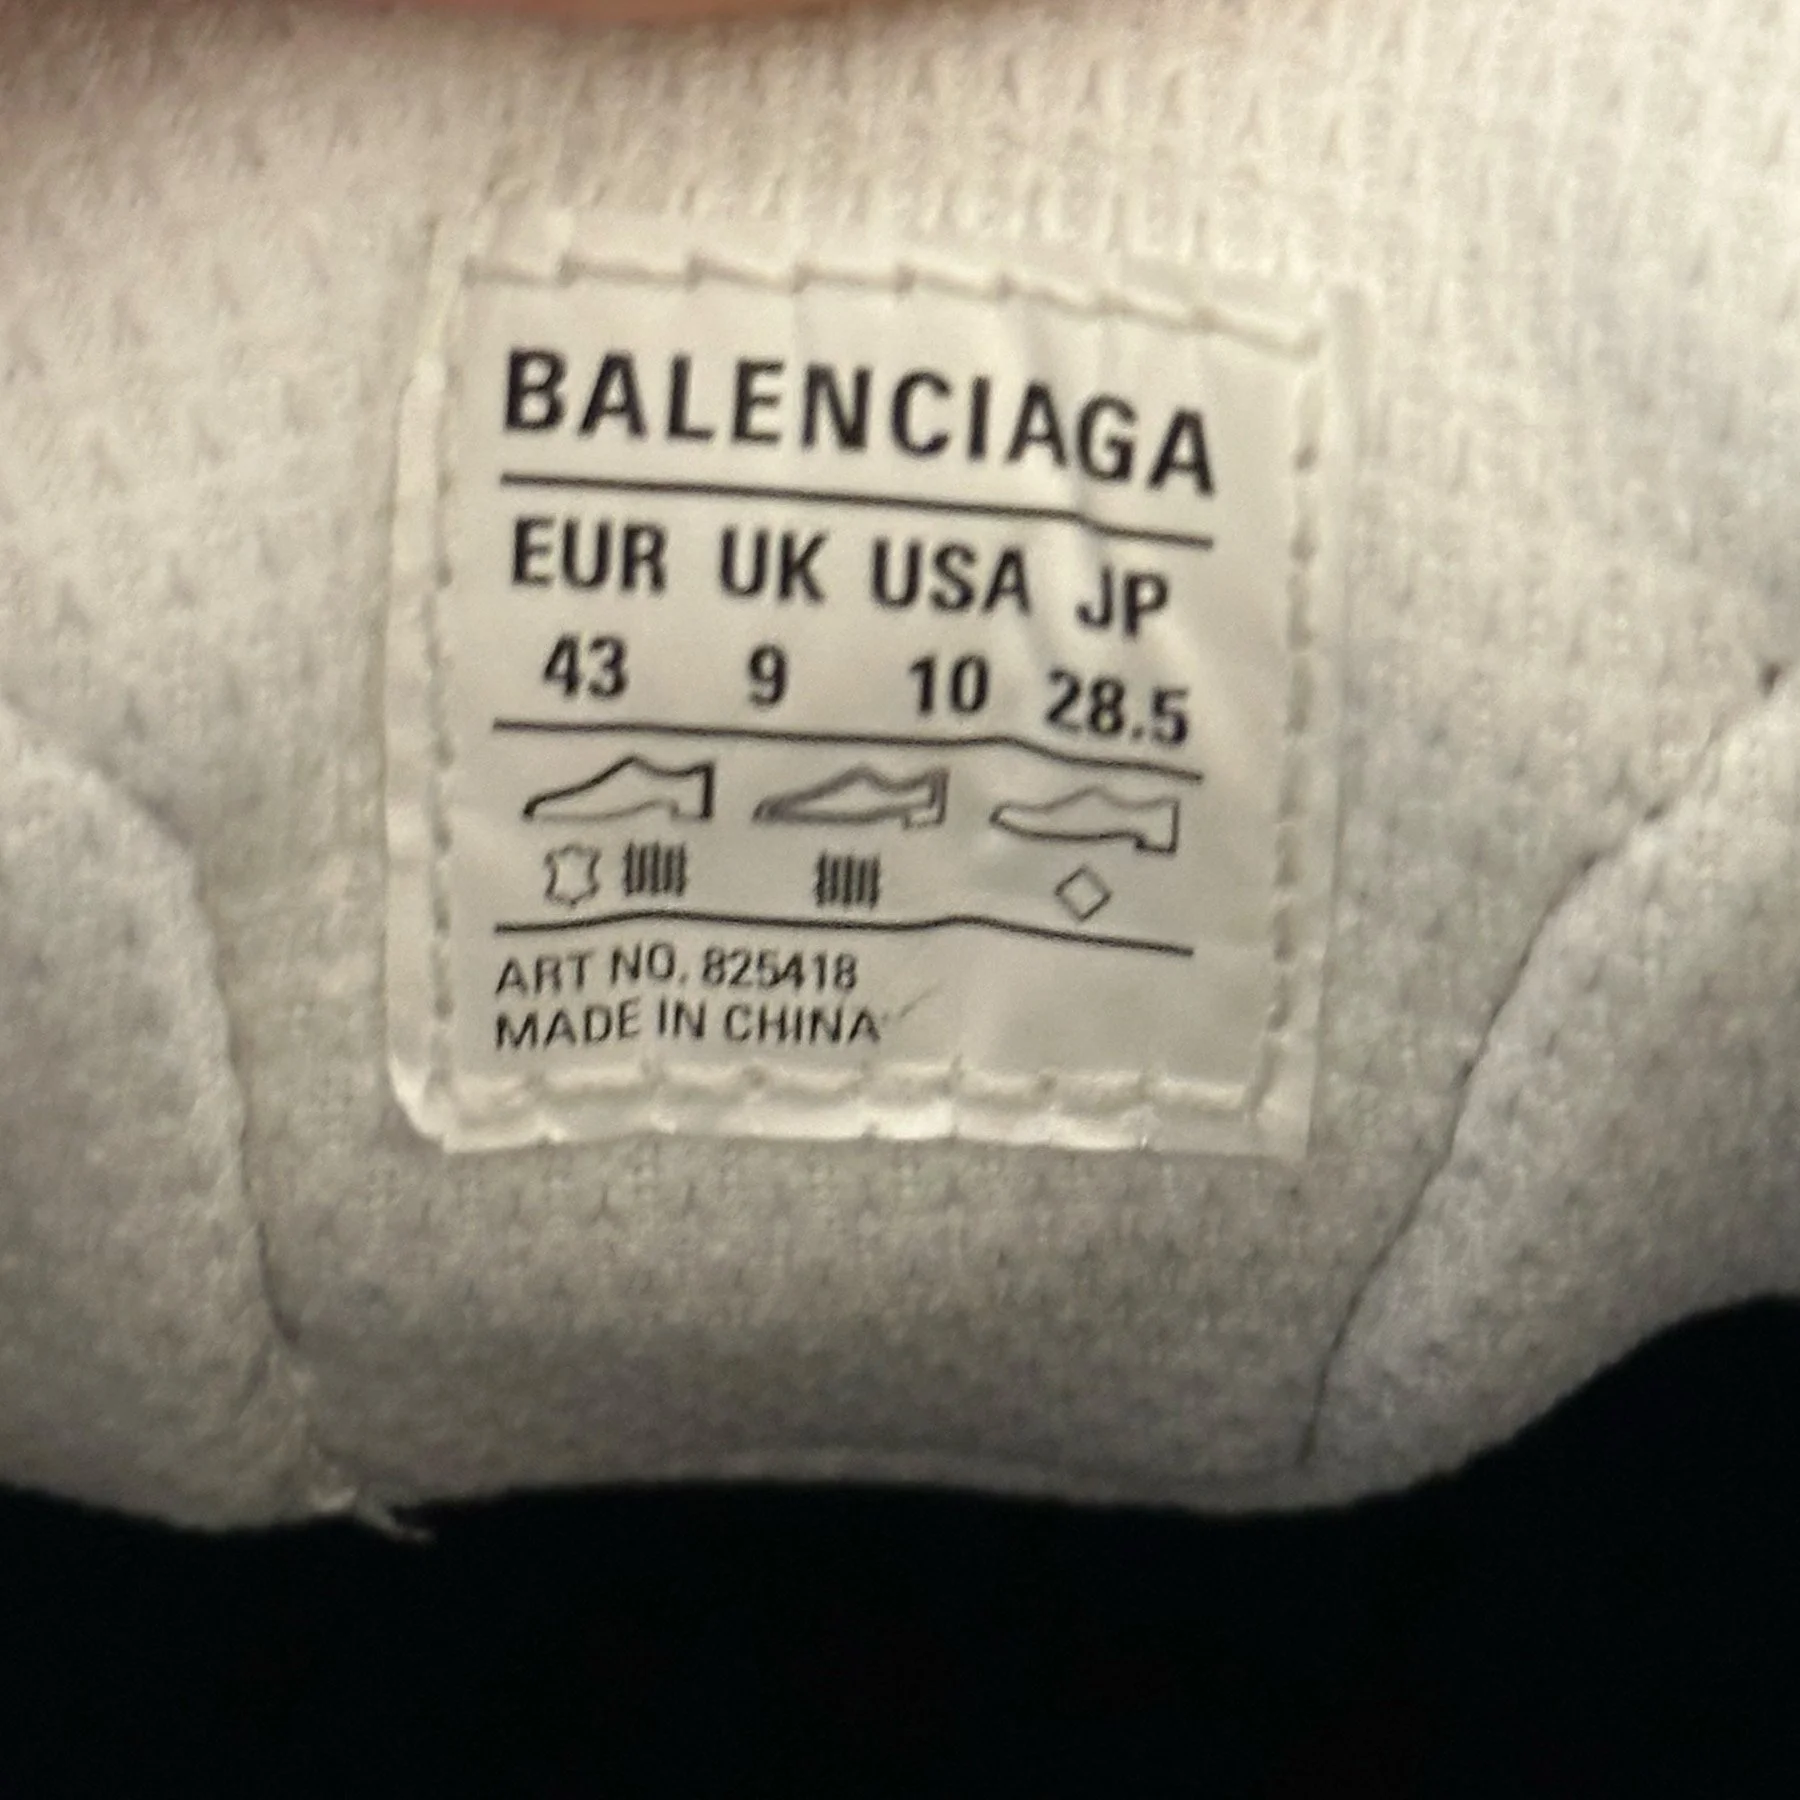 BALENCIAGA
EUR UK USA JP
43 9 10 28.5
ART NO. 825418
MADE IN CHINA